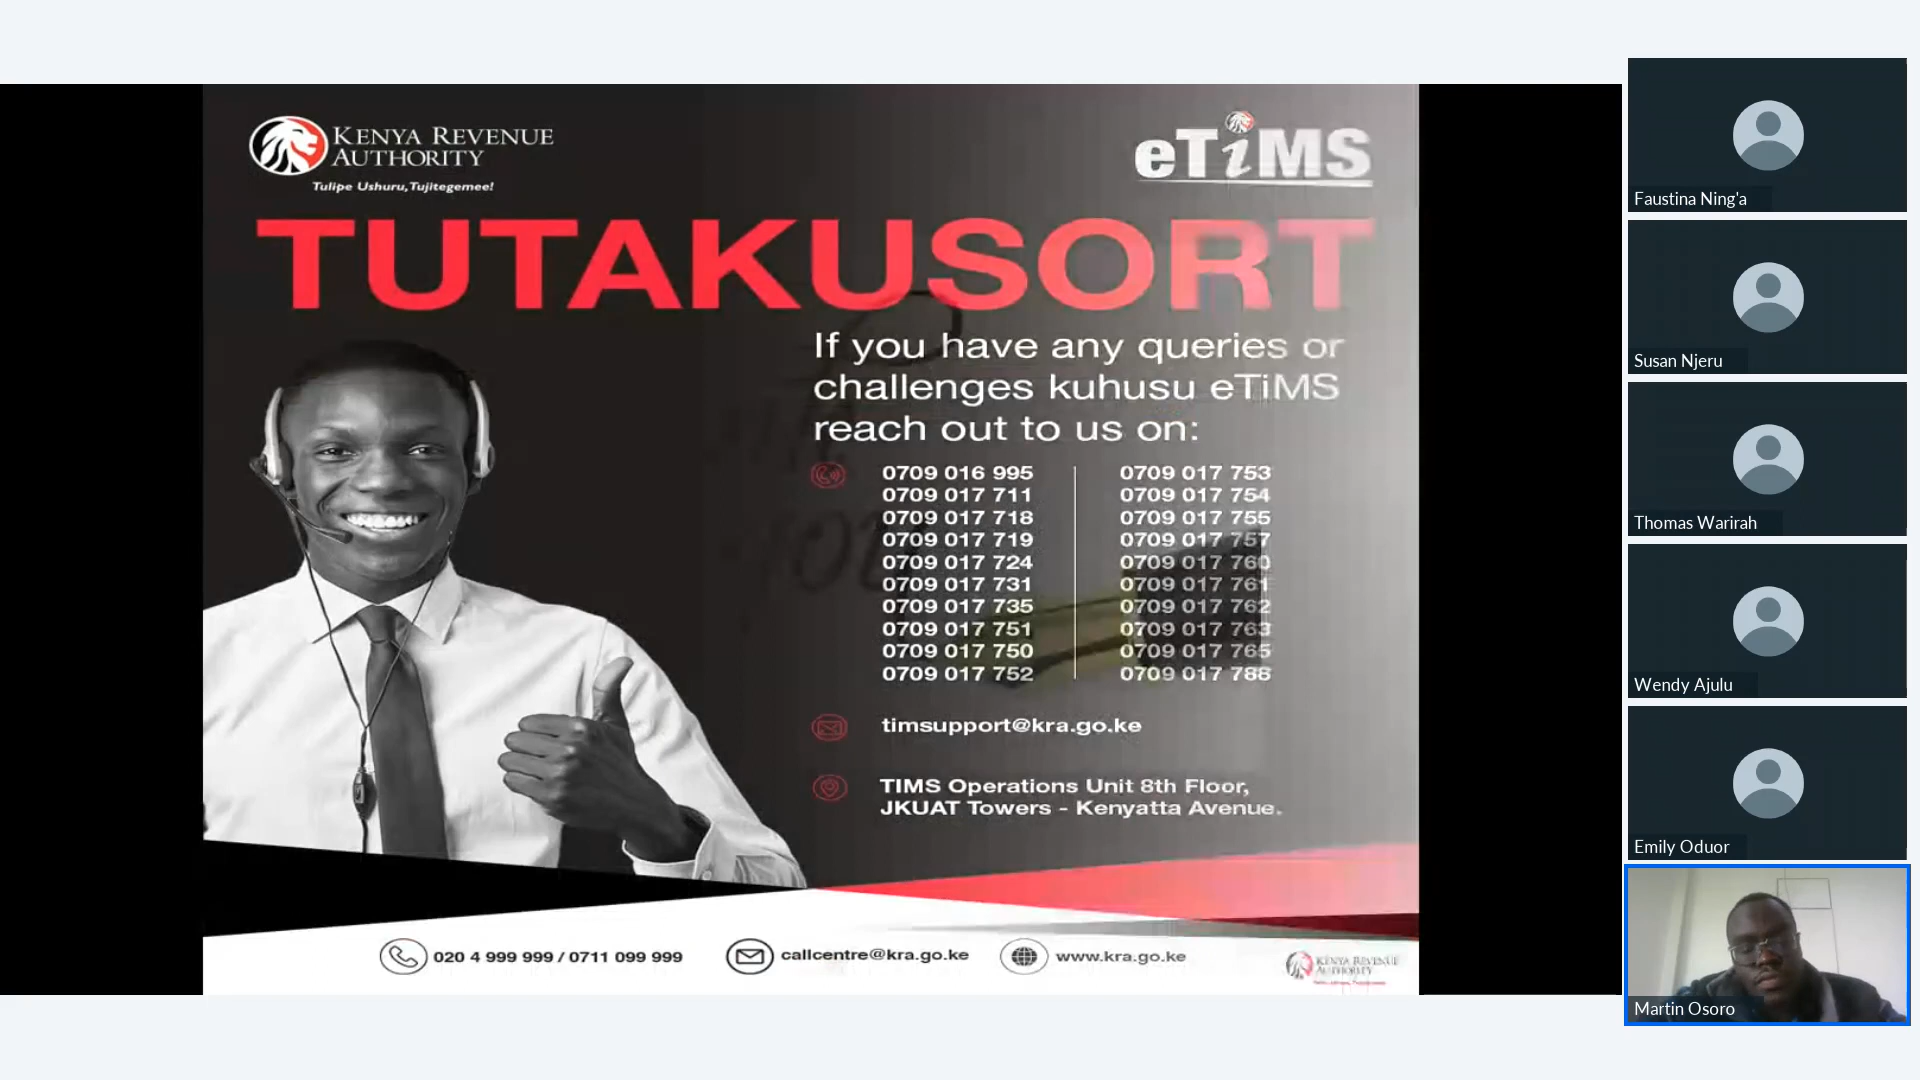 KENYA REVENUE
AUTHORITY
Tulipe Ushuru, Tujitegemee!
eTiMS
TUTAKUSORT
If you have any queries or
challenges kuhusu eTiMS
reach out to us on:
0709 016 995
0709 017 711
0709 017 718
0709 017 719
0709 017 724
0709 017 731
0709 017 735
0709 017 751
0709 017 750
0709 017 752
0709 017 753
0709 017 754
0709 017 755
0709 017 757
0709 017 760
0709 017 761
0709 017 762
0709 017 763
0709 017 765
0709 017 788
timsupport@kra.go.ke
TIMS Operations Unit 8th Floor,
JKUAT Towers - Kenyatta Avenue.
020 4 999 999 / 0711 099 999
callcentre@kra.go.ke
www.kra.go.ke
KENYA REVENUE
AUTHORITY
Faustina Ning'a
Susan Njeru
Thomas Warirah
Wendy Ajulu
Emily Oduor
Martin Osoro